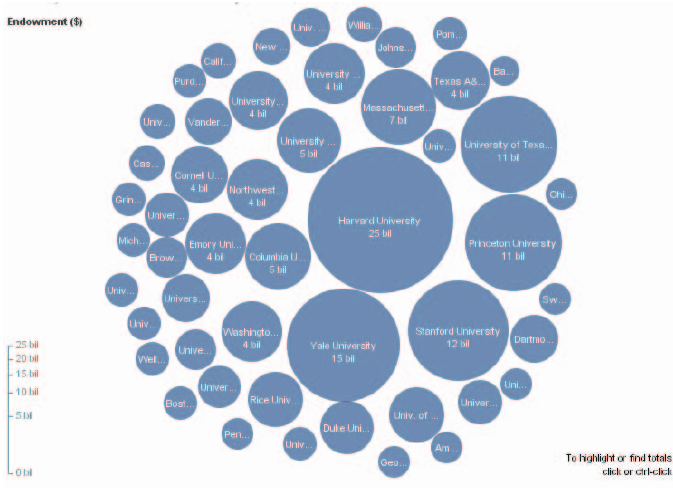 Endowment ($)
Univ...
Willia...
Johns...
Pom...
New ...
Calif...
Purd...
University ...
4 bil
Texas A&...
4 bil
Ba...
University...
4 bil
Massachusett...
7 bil
Univ...
Vander...
University ...
5 bil
Univ...
University of Texa...
11 bil
Cas...
Cornell U...
4 bil
Northwest...
4 bil
Chi...
Grin...
Univer...
Harvard University
25 bil
Mich...
Emory Uni...
4 bil
Columbia U...
5 bil
Princeton University
11 bil
Brow...
Univ...
Univers...
Sw...
Univ...
Washingto...
4 bil
Yale University
15 bil
Stanford University
12 bil
Dartmo...
Wel...
Unive...
25 bil
20 bil
15 bil
10 bil
5 bil
0 bil
Univer...
Rice Univ...
Uni...
Bost...
Univer...
Univ. of ...
Duke Uni...
Pen...
Univ...
Am...
Geo...
To highlight or find totals
click or ctrl-click